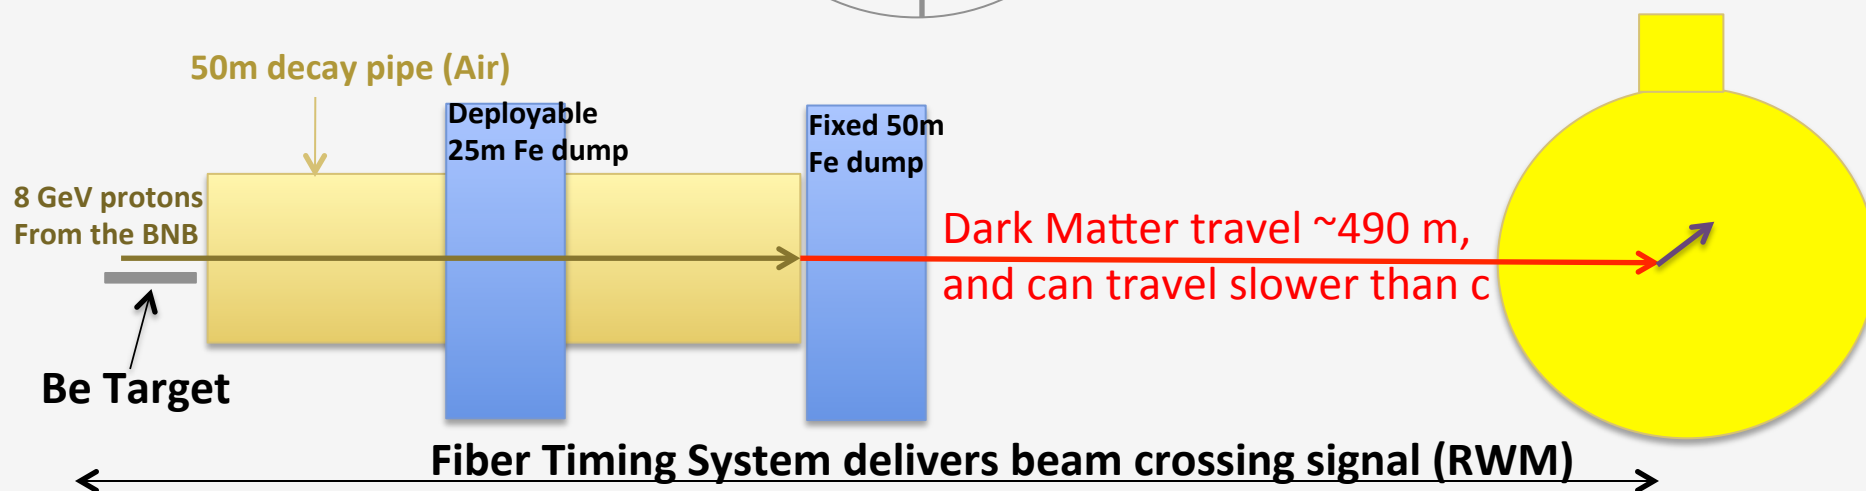 50m decay pipe (Air)
Deployable
25m Fe dump
Fixed 50m
Fe dump
8 GeV protons
From the BNB
Dark Matter travel ~490 m,
and can travel slower than c
Be Target
Fiber Timing System delivers beam crossing signal (RWM)